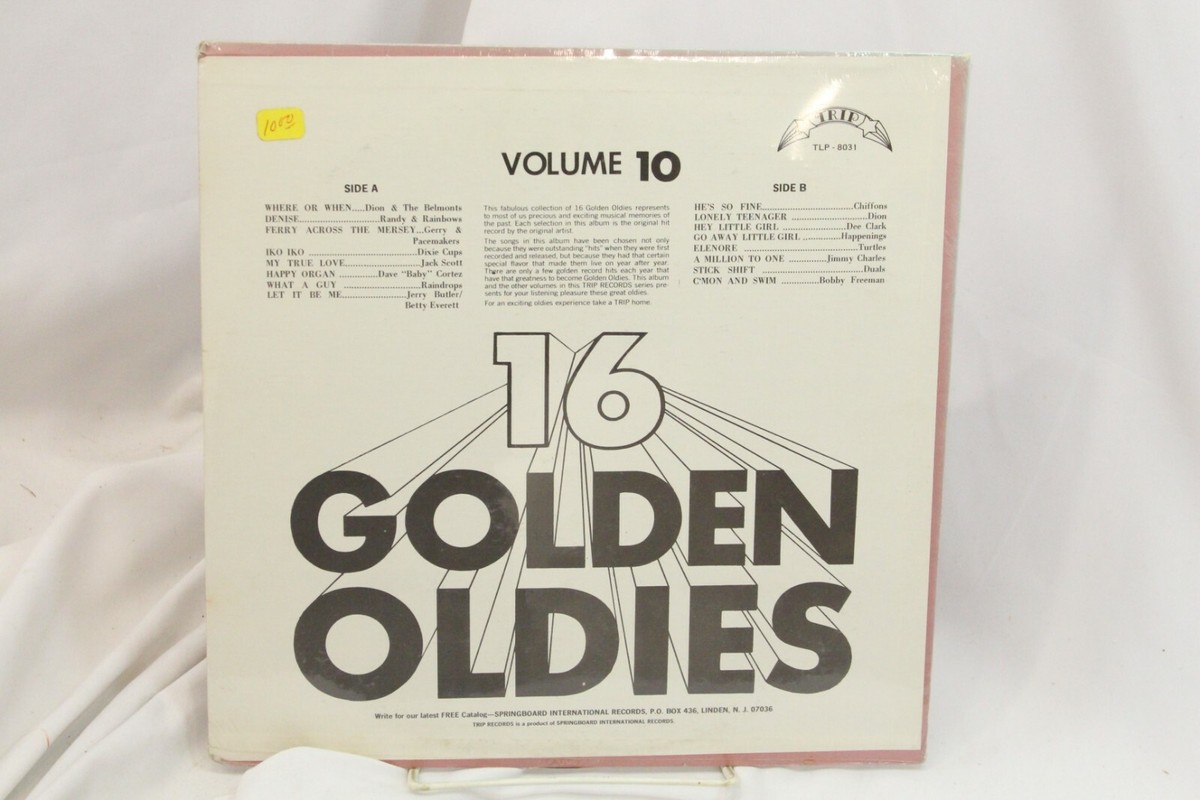 10⁰⁰
TRIP
TLP - 8031
VOLUME 10
SIDE A
WHERE OR WHEN.....Dion & The Belmonts
DENISE......................Randy & Rainbows
FERRY ACROSS THE MERSEY...Gerry &
Pacemakers
IKO IKO ..............................Dixie Cups
MY TRUE LOVE.....................Jack Scott
HAPPY ORGAN ...........Dave "Baby" Cortez
WHAT A GUY .........................Raindrops
LET IT BE ME..................Jerry Butler/
Betty Everett
This fabulous collection of 16 Golden Oldies represents
to most of us precious and exciting musical memories of
the past. Each selection in this album is the original hit
record by the original artist.
The songs in this album have been chosen not only
because they were outstanding "hits" when they were first
recorded and released, but because they had that certain
special flavor that made them live on year after year.
There are only a few golden record hits each year that
have that greatness to become Golden Oldies. This album
and the other volumes in this TRIP RECORDS series pre-
sents for your listening pleasure these great oldies.
For an exciting oldies experience take a TRIP home.
SIDE B
HE'S SO FINE.........................Chiffons
LONELY TEENAGER .....................Dion
HEY LITTLE GIRL ..................Dee Clark
GO AWAY LITTLE GIRL ...........Happenings
ELENORE ..............................Turtles
A MILLION TO ONE ...........Jimmy Charles
STICK SHIFT ...........................Duals
C'MON AND SWIM ...........Bobby Freeman
16
GOLDEN
OLDIES
Write for our latest FREE Catalog—SPRINGBOARD INTERNATIONAL RECORDS, P.O. BOX 436, LINDEN, N. J. 07036
TRIP RECORDS is a product of SPRINGBOARD INTERNATIONAL RECORDS.